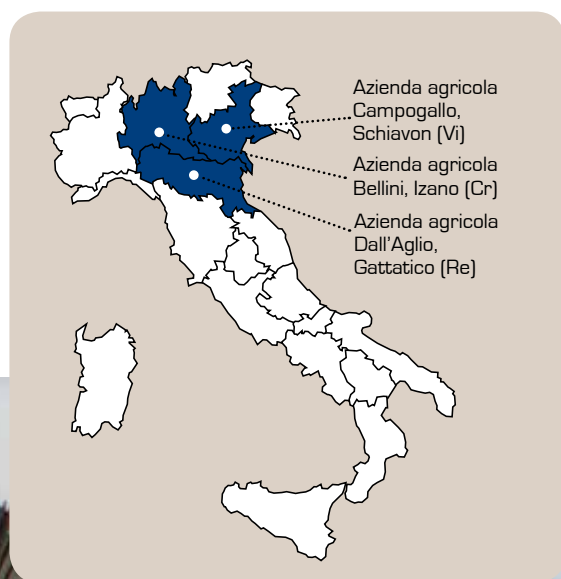 Azienda agricola
Campogallo,
Schiavon (Vi)
Azienda agricola
Bellini, Izano (Cr)
Azienda agricola
Dall'Aglio,
Gattatico (Re)